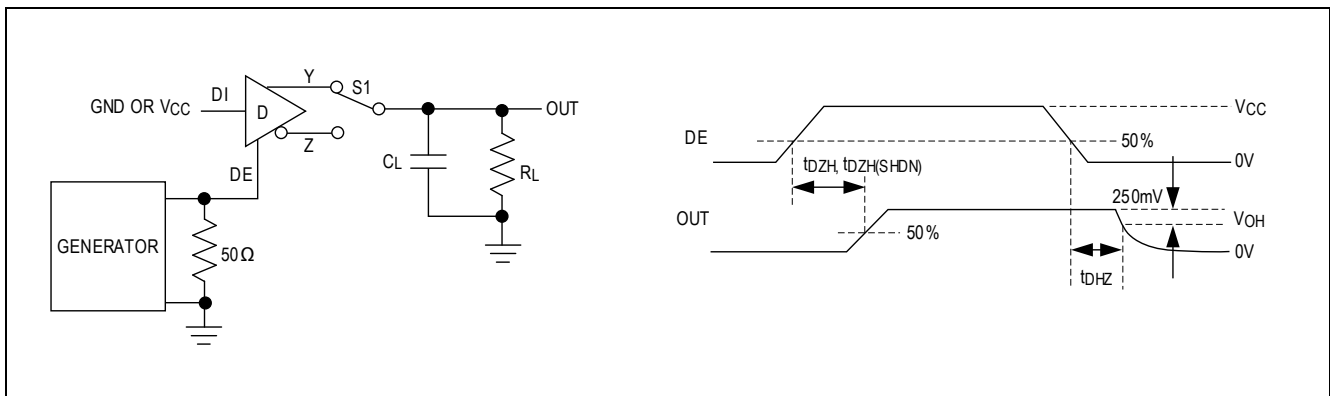 Y
S1
GND OR VCC
DI
D
OUT
Z
CL
RL
DE
GENERATOR
50Ω
VCC
DE
50%
0V
tDZH, tDZH(SHDN)
250mV
OUT
VOH
50%
0V
tDHZ